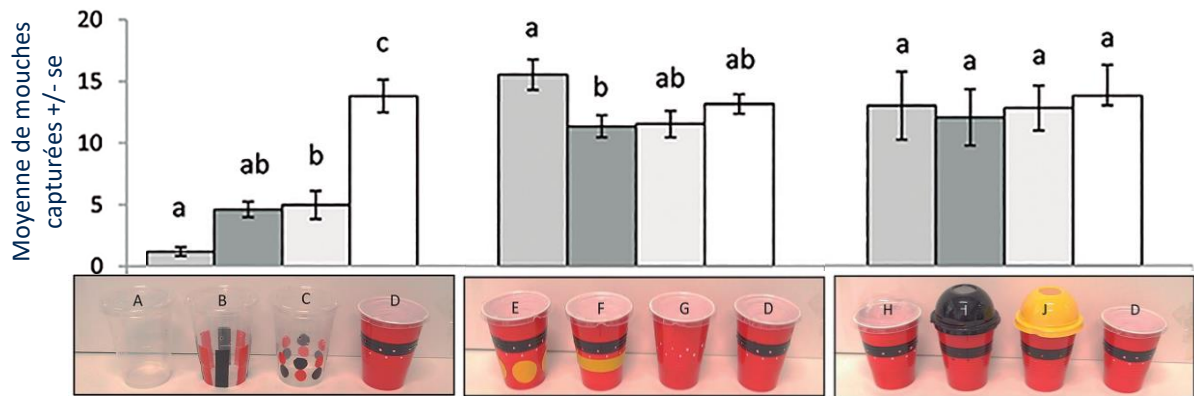 Moyenne de mouches
capturées +/- se
20
15
10
5
0
a
ab
b
c
a
b
ab
ab
a
a
a
a
A
B
C
D
E
F
G
D
H
I
J
D